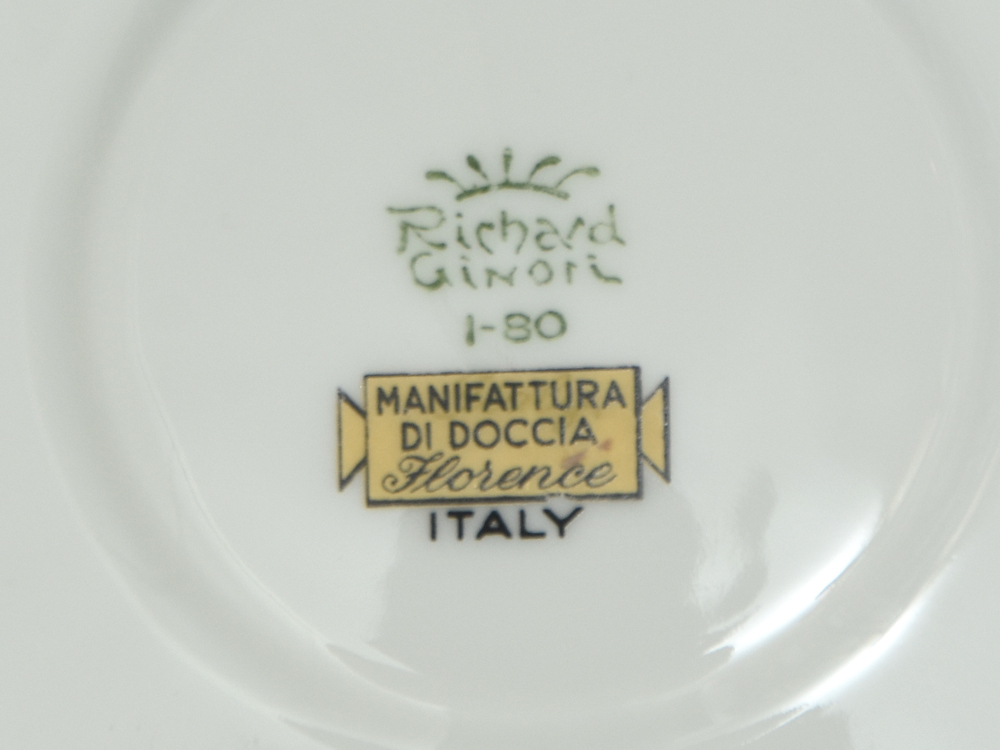 Richard
Ginori
1-80
MANIFATTURA
DI DOCCIA
Florence
ITALY